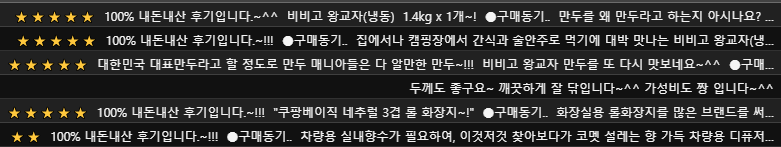 ★★★★★ 100% 내돈내산 후기입니다.~^^ 비비고 왕교자(냉동) 1.4kg x 1개~! ●구매동기.. 만두를 왜 만두라고 하는지 아시나요? ...
★★★★★ 100% 내돈내산 후기입니다.~!!! ●구매동기.. 집에서나 캠핑장에서 간식과 술안주로 먹기에 대박 맛나는 비비고 왕교자(냉...
★★★★★ 대한민국 대표만두라고 할 정도로 만두 매니아들은 다 알만한 만두~!!! 비비고 왕교자 만두를 또 다시 맛보네요~^^ ●구매...
두께도 좋구요~ 깨끗하게 잘 닦입니다~^^ 가성비도 짱 입니다~^^
★★★★★ 100% 내돈내산 후기입니다.~!!! "쿠팡베이직 네추럴 3겹 롤 화장지~!" ●구매동기.. 화장실용 롤화장지를 많은 브랜드를 써...
★★ 100% 내돈내산 후기입니다.~!!! ●구매동기.. 차량용 실내향수가 필요하여, 이것저것 찾아보다가 코멧 설레는 향 가득 차량용 디퓨저...